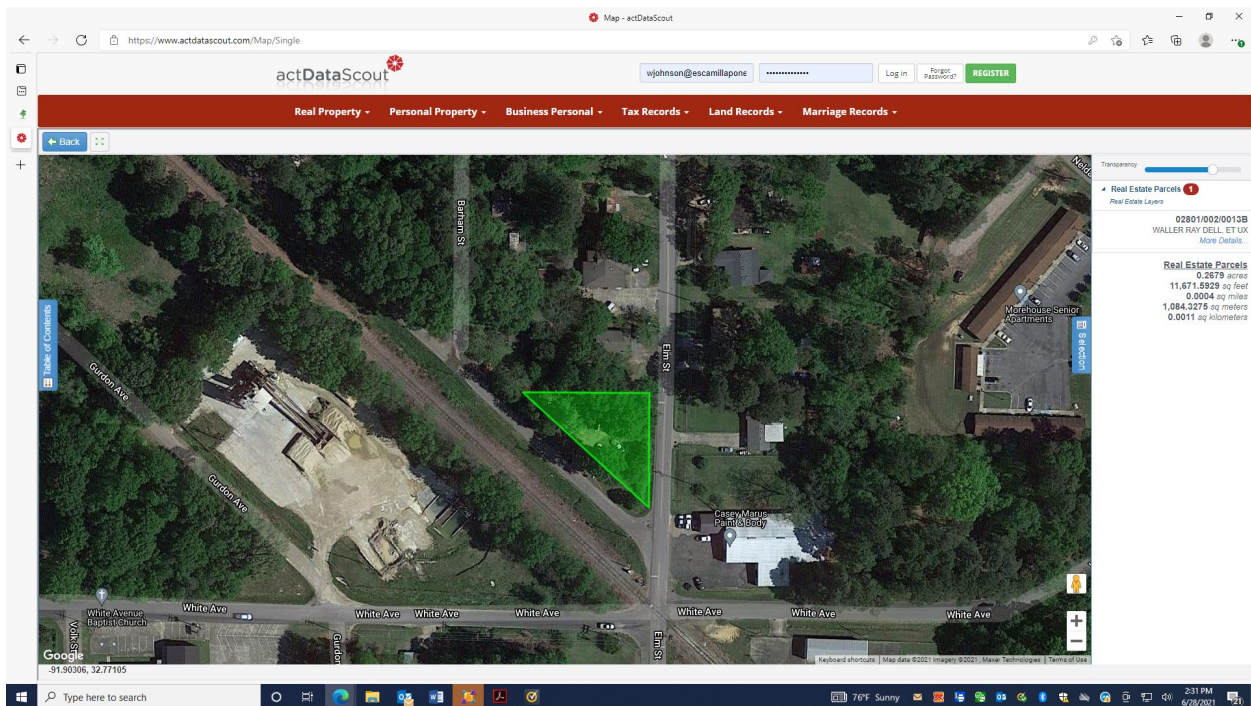 Map - actDataScout
https://www.actdatascout.com/Map/Single
actDataScout
wjohnson@escamillapone
Log in
Forgot Password?
REGISTER
Real Property
Personal Property
Business Personal
Tax Records
Land Records
Marriage Records
Back
Transparency
Real Estate Parcels 1
Real Estate Layers
02801/002/0013B
WALLER RAY DELL, ET UX
More Details...
Real Estate Parcels
0.2679 acres
11,671.5929 sq feet
0.0004 sq miles
1,084.3275 sq meters
0.0011 sq kilometers
Table of Contents
Selection
Barham St
Elm St
Morehouse Senior
Apartments
Gurdon Ave
Gurdon Ave
Casey Marus
Paint & Body
White Avenue
Baptist Church
White Ave
White Ave
White Ave
White Ave
White Ave
White Ave
White Ave
Volk St
Gurdon
Elm St
Google
Keyboard shortcuts
Map data ©2021 Imagery ©2021 , Maxar Technologies
Terms of Use
-91.90306, 32.77105
Type here to search
76°F Sunny
2:31 PM
6/28/2021
21